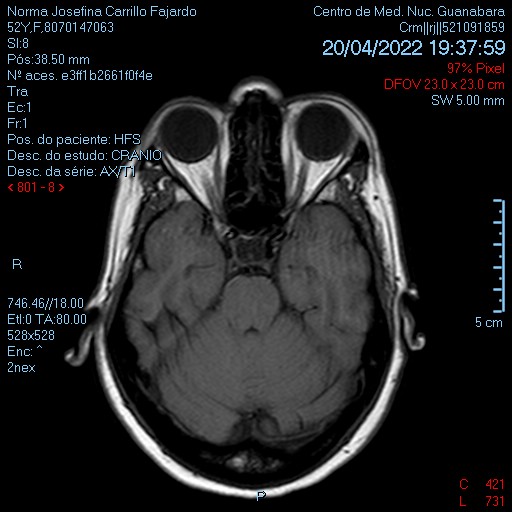 Norma Josefina Carrillo Fajardo
52Y,F,8070147063
Sl:8
Pós:38.50 mm
Nº aces. e3ff1b2661f0f4e
Tra
Ec:1
Fr:1
Pos. do paciente: HFS
Desc. do estudo: CRANIO
Desc. da série: AX/T1
< 801 - 8 >
Centro de Med. Nuc. Guanabara
Crm||rj||521091859
20/04/2022 19:37:59
97% Pixel
DFOV 23.0 x 23.0 cm
SW 5.00 mm
R
5 cm
746.46//18.00
Etl:0 TA:80.00
528x528
Enc: ^
2nex
P
C 421
L 731